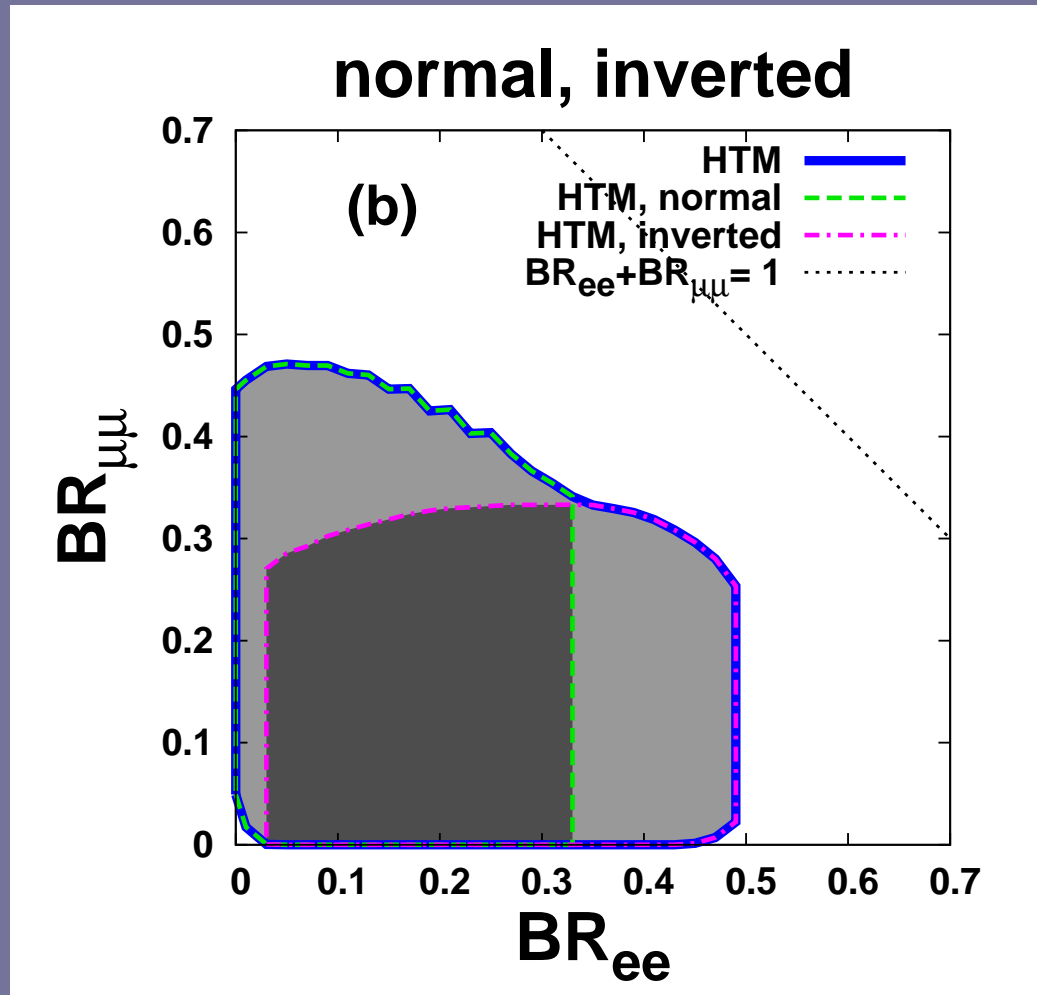 normal, inverted
(b)
HTM
HTM, normal
HTM, inverted
BRee+BRμμ= 1
0.7
0.6
0.5
0.4
0.3
0.2
0.1
0
BRμμ
0 0.1 0.2 0.3 0.4 0.5 0.6 0.7
BRee